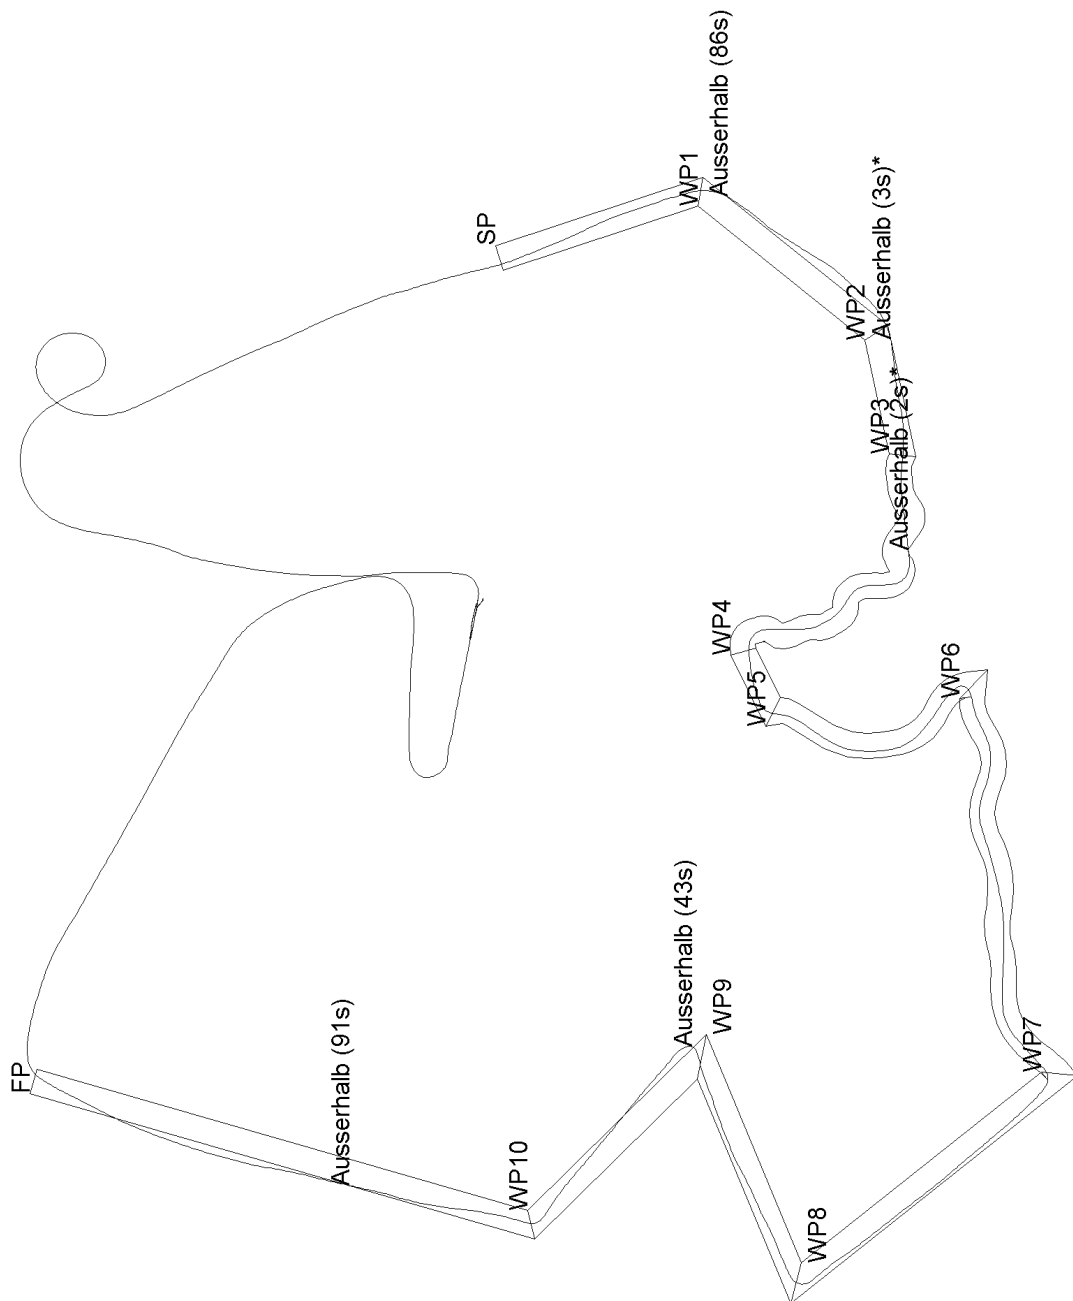 SP
WP1
Ausserhalb (86s)
WP2
Ausserhalb (3s)*
WP3
Ausserhalb (2s)*
WP4
WP5
WP6
WP7
WP8
WP9
Ausserhalb (43s)
WP10
Ausserhalb (91s)
FP